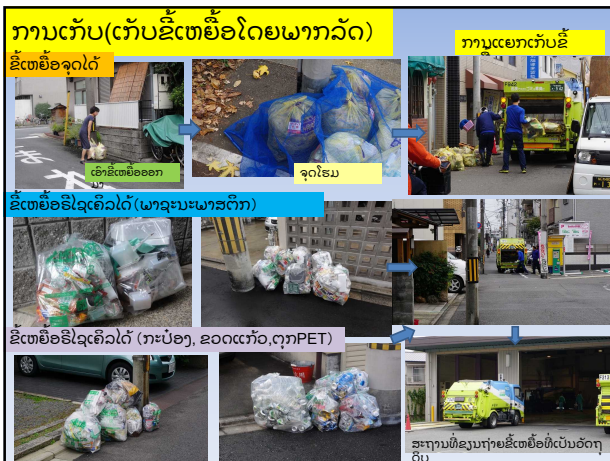 ການເກັບ(ເກັບຂີ້ເຫຍື້ອໂດຍພາກລັດ)
ການແຍກເກັບຂີ້
ຂີ້ເຫຍື້ອຈຸດໄດ້
ເອົາຂີ້ເຫຍື້ອອອກ
ຈຸດໂຮມ
ຂີ້ເຫຍື້ອຣີໄຊເຄິລໄດ້(ພາຊະນະພາສຕິກ)
ຂີ້ເຫຍື້ອຣີໄຊເຄິລໄດ້ (ກະປ໋ອງ, ຂວດແກ້ວ,ຕຸກPET)
ສະຖານທີ່ຂຽນຖ່າຍຂີ້ເຫຍື້ອທີ່ເປັນວັດຖຸ
ດິບ